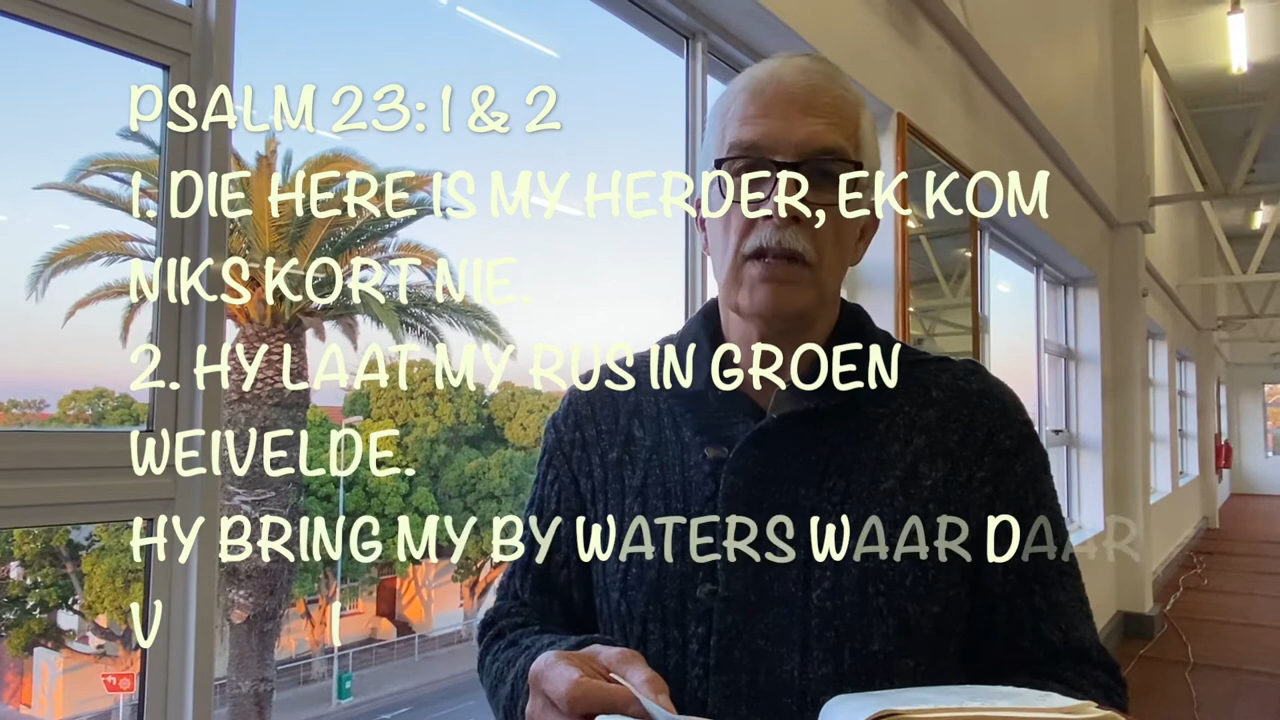 PSALM 23: 1 & 2
1. DIE HERE IS MY HERDER, EK KOM
NIKS KORT NIE.
2. HY LAAT MY RUS IN GROEN
WEIVELDE.
HY BRING MY BY WATERS WAAR DAAR
V I